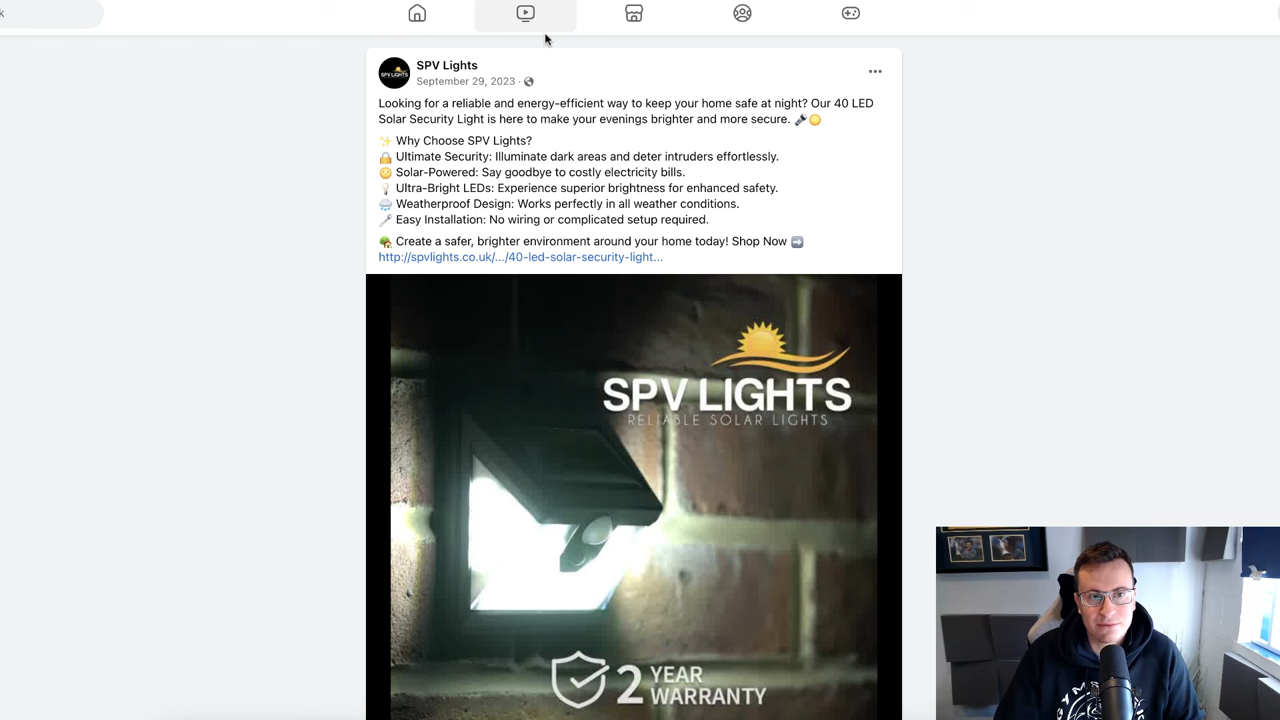 k
SPV Lights
SPV LIGHTS
September 29, 2023 ·
Looking for a reliable and energy-efficient way to keep your home safe at night? Our 40 LED
Solar Security Light is here to make your evenings brighter and more secure. 🔦🌕
✨ Why Choose SPV Lights?
🔒 Ultimate Security: Illuminate dark areas and deter intruders effortlessly.
🌞 Solar-Powered: Say goodbye to costly electricity bills.
💡 Ultra-Bright LEDs: Experience superior brightness for enhanced safety.
🌧️ Weatherproof Design: Works perfectly in all weather conditions.
🔧 Easy Installation: No wiring or complicated setup required.
🏡 Create a safer, brighter environment around your home today! Shop Now ➡️
http://spvlights.co.uk/.../40-led-solar-security-light...
SPV LIGHTS
RELIABLE SOLAR LIGHTS
2 YEAR
WARRANTY